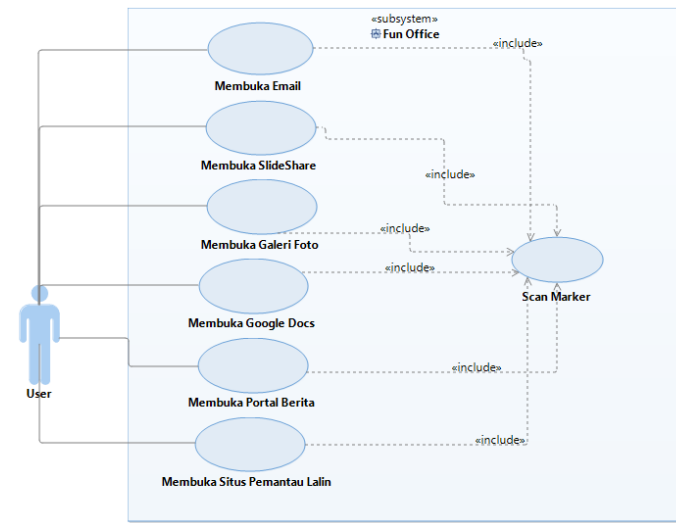 «subsystem»
Fun Office
«include»
Membuka Email
Membuka SlideShare
«include»
Membuka Galeri Foto
«include»
«include»
Scan Marker
Membuka Google Docs
«include»
User
Membuka Portal Berita
«include»
Membuka Situs Pemantau Lalin